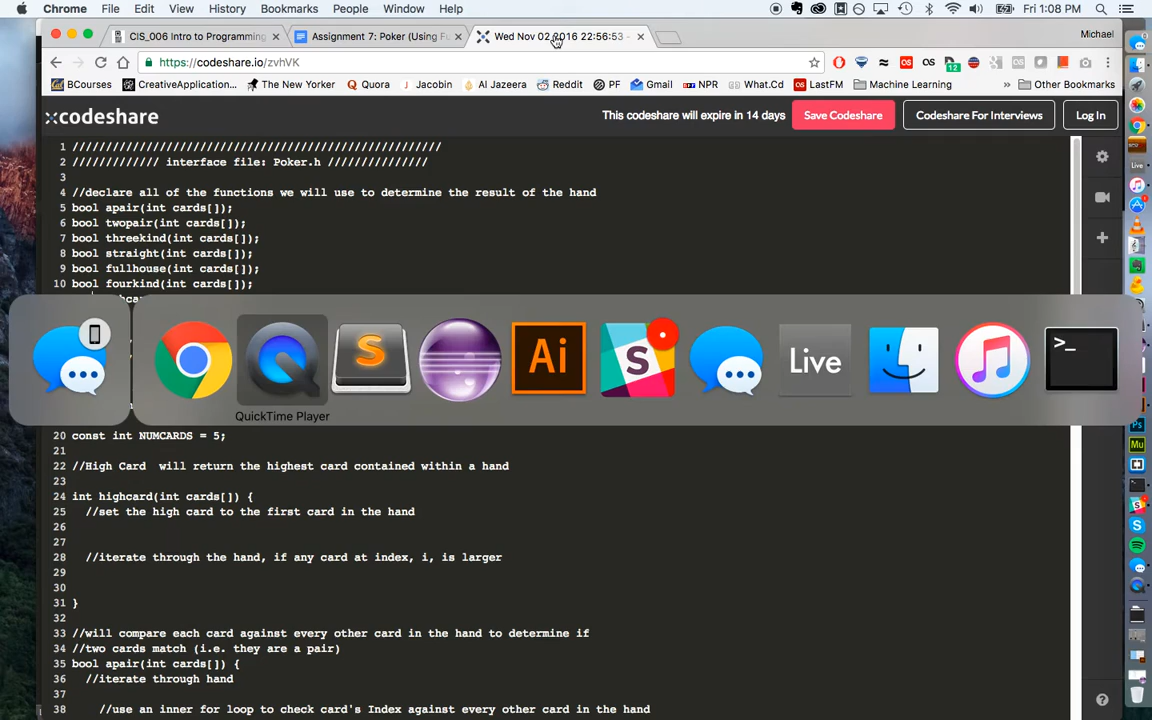 Chrome File Edit View History Bookmarks People Window Help Fri 1:08 PM
CIS_006 Intro to Programming Assignment 7: Poker (Using Fu Wed Nov 02 2016 22:56:53 - Michael
https://codeshare.io/zvhVK 12
BCourses CreativeApplication... The New Yorker Quora Jacobin Al Jazeera Reddit PF Gmail NPR What.Cd LastFM Machine Learning » Other Bookmarks
codeshare This codeshare will expire in 14 days Save Codeshare Codeshare For Interviews Log In
1 ///////////////////////////////////////////////////////
2 ///////////// interface file: Poker.h ///////////////
3
4 //declare all of the functions we will use to determine the result of the hand
5 bool apair(int cards[]);
6 bool twopair(int cards[]);
7 bool threekind(int cards[]);
8 bool straight(int cards[]);
9 bool fullhouse(int cards[]);
10 bool fourkind(int cards[]);
S Ai S Live >_
QuickTime Player
20 const int NUMCARDS = 5;
21
22 //High Card  will return the highest card contained within a hand
23
24 int highcard(int cards[]) {
25 //set the high card to the first card in the hand
26
27
28 //iterate through the hand, if any card at index, i, is larger
29
30
31 }
32
33 //will compare each card against every other card in the hand to determine if
34 //two cards match (i.e. they are a pair)
35 bool apair(int cards[]) {
36 //iterate through hand
37
38 //use an inner for loop to check card's Index against every other card in the hand